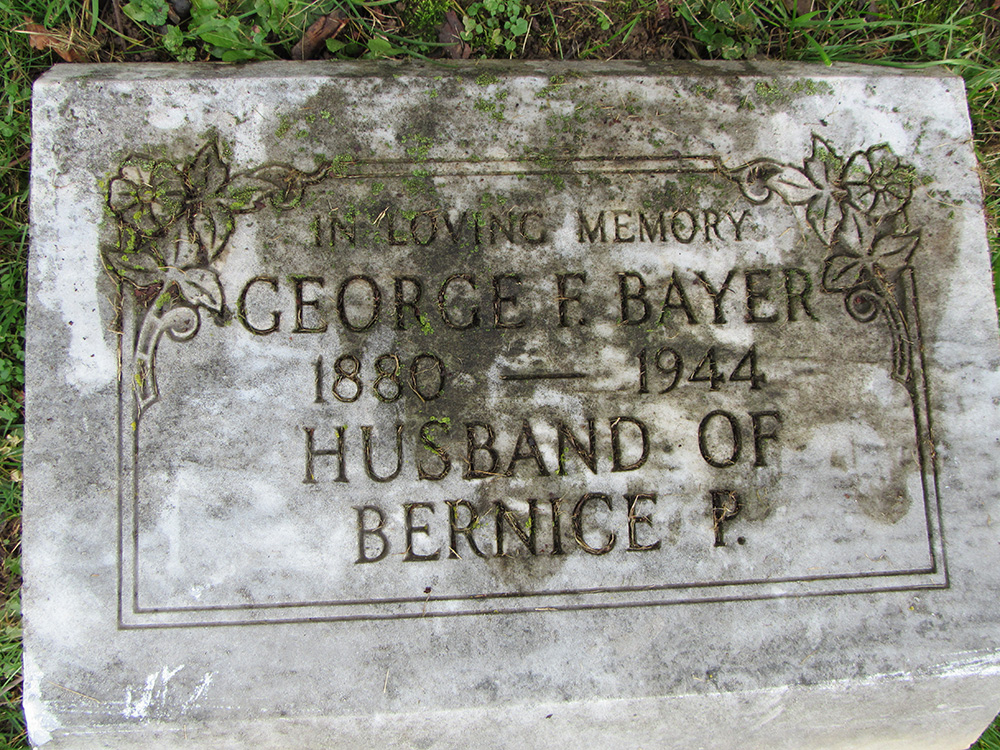 IN LOVING MEMORY
GEORGE F. BAYER
1880 — 1944
HUSBAND OF
BERNICE P.